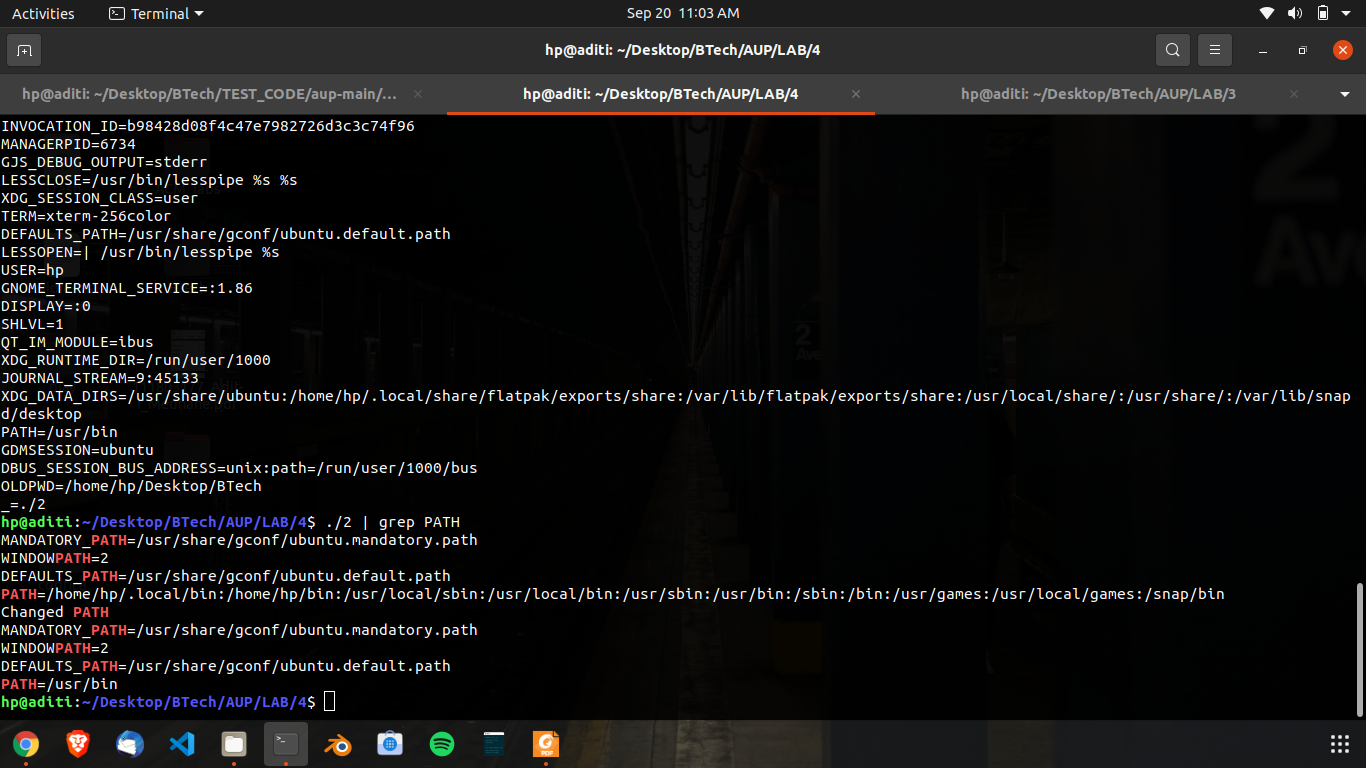 Activities
Terminal
Sep 20 11:03 AM
hp@aditi: ~/Desktop/BTech/AUP/LAB/4
hp@aditi: ~/Desktop/BTech/TEST_CODE/aup-main/...
hp@aditi: ~/Desktop/BTech/AUP/LAB/4
hp@aditi: ~/Desktop/BTech/AUP/LAB/3
INVOCATION_ID=b98428d08f4c47e7982726d3c3c74f96
MANAGERPID=6734
GJS_DEBUG_OUTPUT=stderr
LESSCLOSE=/usr/bin/lesspipe %s %s
XDG_SESSION_CLASS=user
TERM=xterm-256color
DEFAULTS_PATH=/usr/share/gconf/ubuntu.default.path
LESSOPEN=| /usr/bin/lesspipe %s
USER=hp
GNOME_TERMINAL_SERVICE=:1.86
DISPLAY=:0
SHLVL=1
QT_IM_MODULE=ibus
XDG_RUNTIME_DIR=/run/user/1000
JOURNAL_STREAM=9:45133
XDG_DATA_DIRS=/usr/share/ubuntu:/home/hp/.local/share/flatpak/exports/share:/var/lib/flatpak/exports/share:/usr/local/share/:/usr/share/:/var/lib/snap
d/desktop
PATH=/usr/bin
GDMSESSION=ubuntu
DBUS_SESSION_BUS_ADDRESS=unix:path=/run/user/1000/bus
OLDPWD=/home/hp/Desktop/BTech
_=./2
hp@aditi:~/Desktop/BTech/AUP/LAB/4$ ./2 | grep PATH
MANDATORY_PATH=/usr/share/gconf/ubuntu.mandatory.path
WINDOWPATH=2
DEFAULTS_PATH=/usr/share/gconf/ubuntu.default.path
PATH=/home/hp/.local/bin:/home/hp/bin:/usr/local/sbin:/usr/local/bin:/usr/sbin:/usr/bin:/sbin:/bin:/usr/games:/usr/local/games:/snap/bin
Changed PATH
MANDATORY_PATH=/usr/share/gconf/ubuntu.mandatory.path
WINDOWPATH=2
DEFAULTS_PATH=/usr/share/gconf/ubuntu.default.path
PATH=/usr/bin
hp@aditi:~/Desktop/BTech/AUP/LAB/4$
2
Ave
2
Ave
PDF